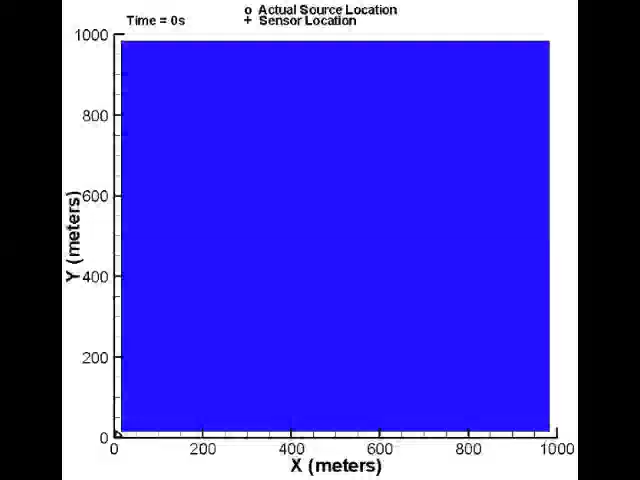 o Actual Source Location
Time = 0s
+ Sensor Location
1000
800
600
400
200
0
Y (meters)
0 200 400 600 800 1000
X (meters)